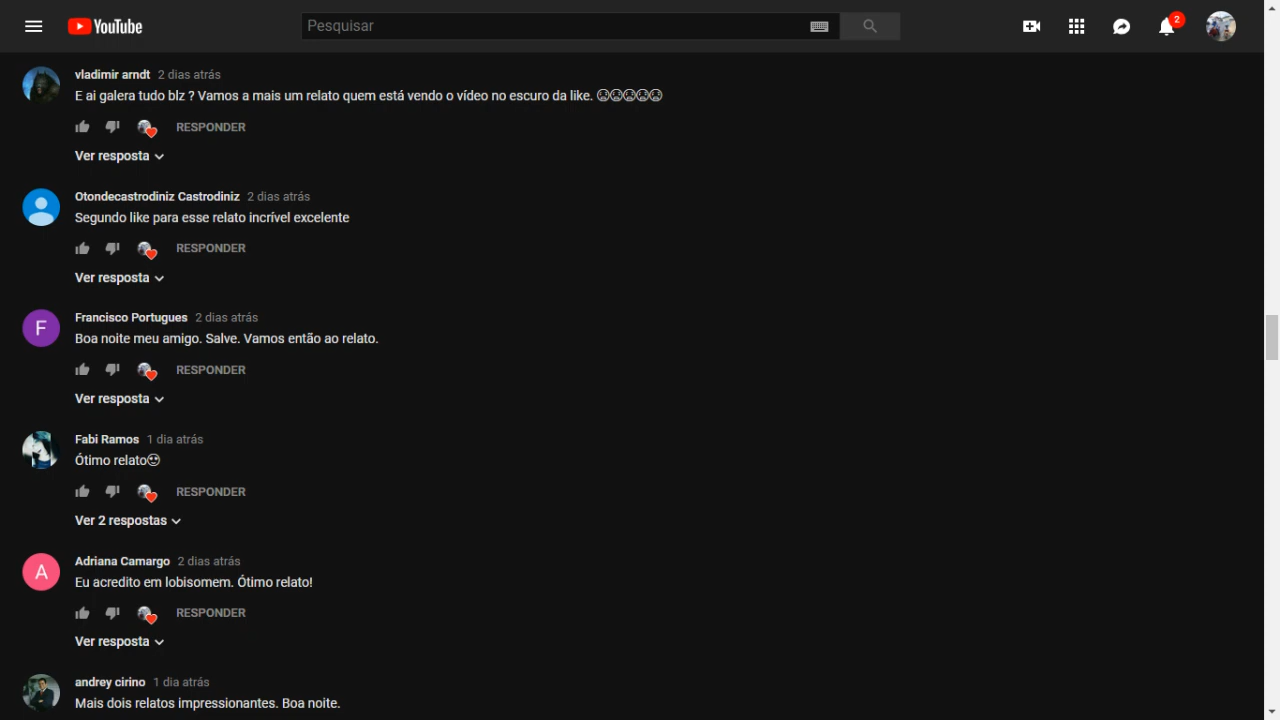 YouTube
Pesquisar
2
vladimir arndt 2 dias atrás
E ai galera tudo blz ? Vamos a mais um relato quem está vendo o vídeo no escuro da like.
RESPONDER
Ver resposta
Otondecastrodiniz Castrodiniz 2 dias atrás
Segundo like para esse relato incrível excelente
RESPONDER
Ver resposta
Francisco Portugues 2 dias atrás
F
Boa noite meu amigo. Salve. Vamos então ao relato.
RESPONDER
Ver resposta
Fabi Ramos 1 dia atrás
Ótimo relato😍
RESPONDER
Ver 2 respostas
Adriana Camargo 2 dias atrás
A
Eu acredito em lobisomem. Ótimo relato!
RESPONDER
Ver resposta
andrey cirino 1 dia atrás
Mais dois relatos impressionantes. Boa noite.